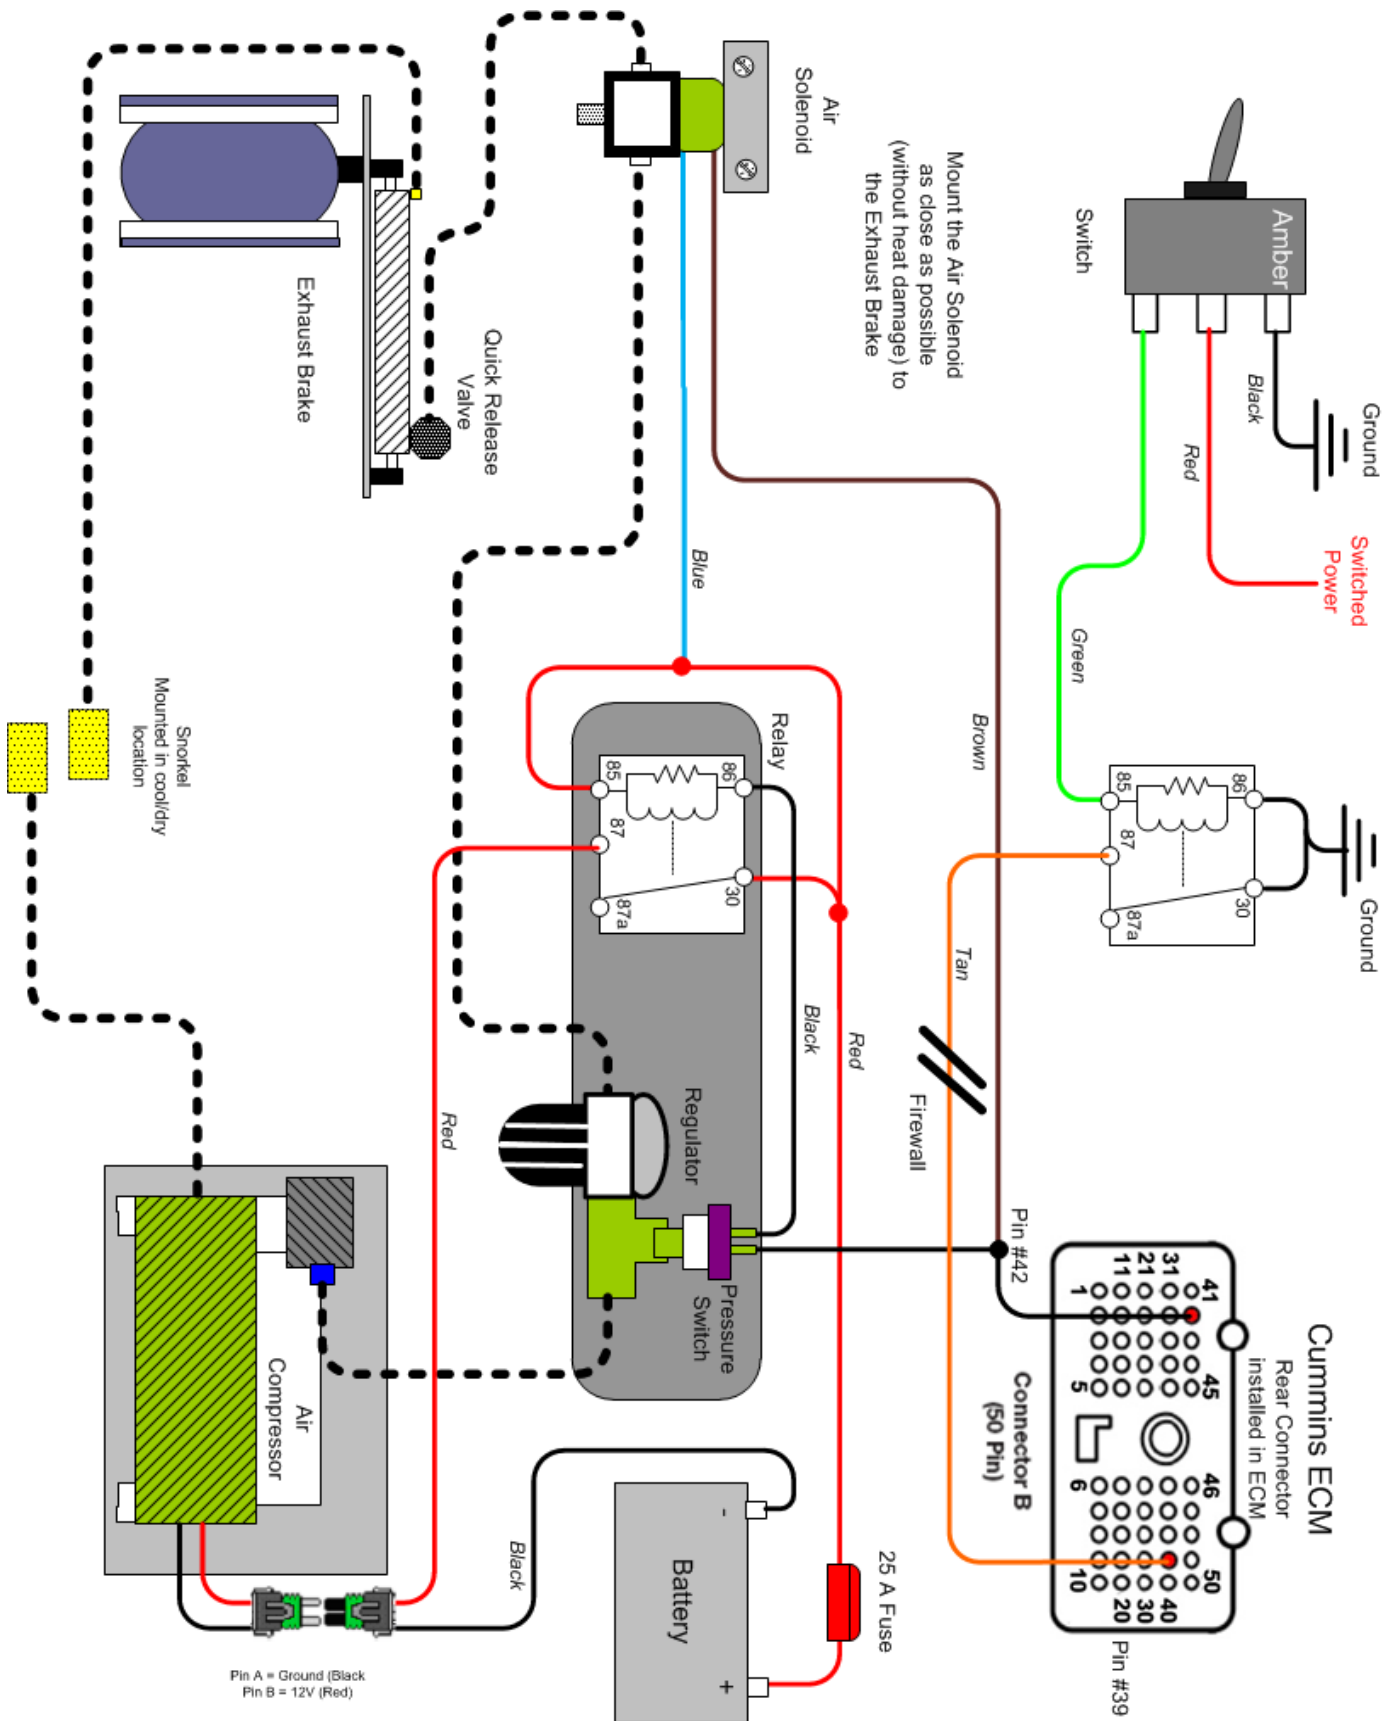 Cummins ECM
Rear Connector
installed in ECM
Ground
Switched
Power
Ground
Amber
Switch
Black
Red
Green
86
30
85
87
87a
41
45
46
50
31
21
11
1
5
6
10
20
30
40
Pin #39
Connector B
(50 Pin)
Pin #42
Mount the Air Solenoid
as close as possible
(without heat damage) to
the Exhaust Brake
Brown
Tan
Firewall
Air
Solenoid
Blue
Relay
86
30
85
87
87a
Black
Red
25 A Fuse
Regulator
Pressure
Switch
-
Battery
+
Quick Release
Valve
Exhaust Brake
Red
Black
Snorkel
Mounted in cool/dry
location
Air
Compressor
Pin A = Ground (Black
Pin B = 12V (Red)